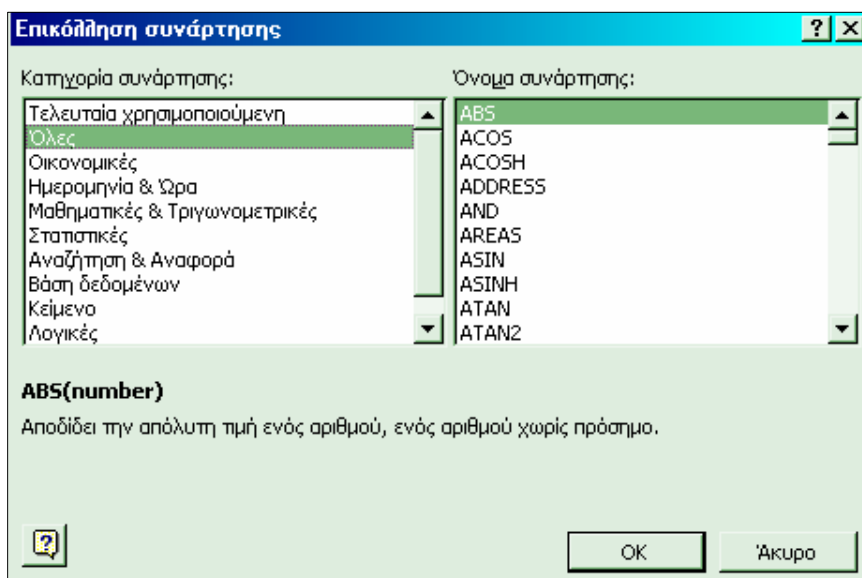 Επικόλληση συνάρτησης
Κατηγορία συνάρτησης:
Τελευταία χρησιμοποιούμενη
Όλες
Οικονομικές
Ημερομηνία & Ώρα
Μαθηματικές & Τριγωνομετρικές
Στατιστικές
Αναζήτηση & Αναφορά
Βάση δεδομένων
Κείμενο
Λογικές
Όνομα συνάρτησης:
ABS
ACOS
ACOSH
ADDRESS
AND
AREAS
ASIN
ASINH
ATAN
ATAN2
ABS(number)
Αποδίδει την απόλυτη τιμή ενός αριθμού, ενός αριθμού χωρίς πρόσημο.
OK
Άκυρο